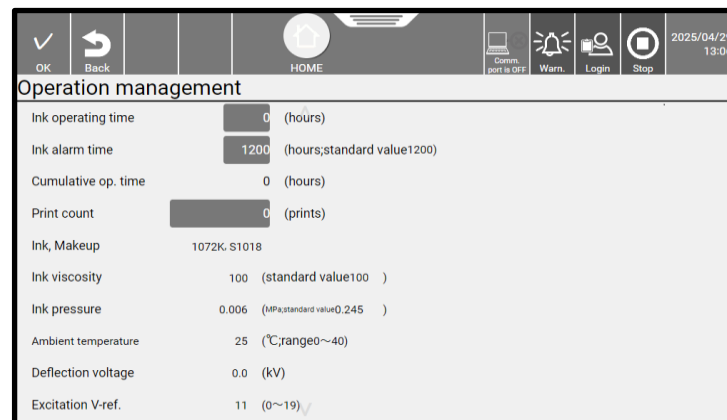 OK
Back
HOME
Comm.
port is OFF
Warn.
Login
Stop
2025/04/29
Operation management
Ink operating time 0 (hours)
Ink alarm time 1200 (hours;standard value1200)
Cumulative op. time 0 (hours)
Print count 0 (prints)
Ink, Makeup 1072K, S1018
Ink viscosity 100 (standard value100 )
Ink pressure 0.006 (MPa;standard value0.245 )
Ambient temperature 25 (℃;range0～40)
Deflection voltage 0.0 (kV)
Excitation V-ref. 11 (0～19)